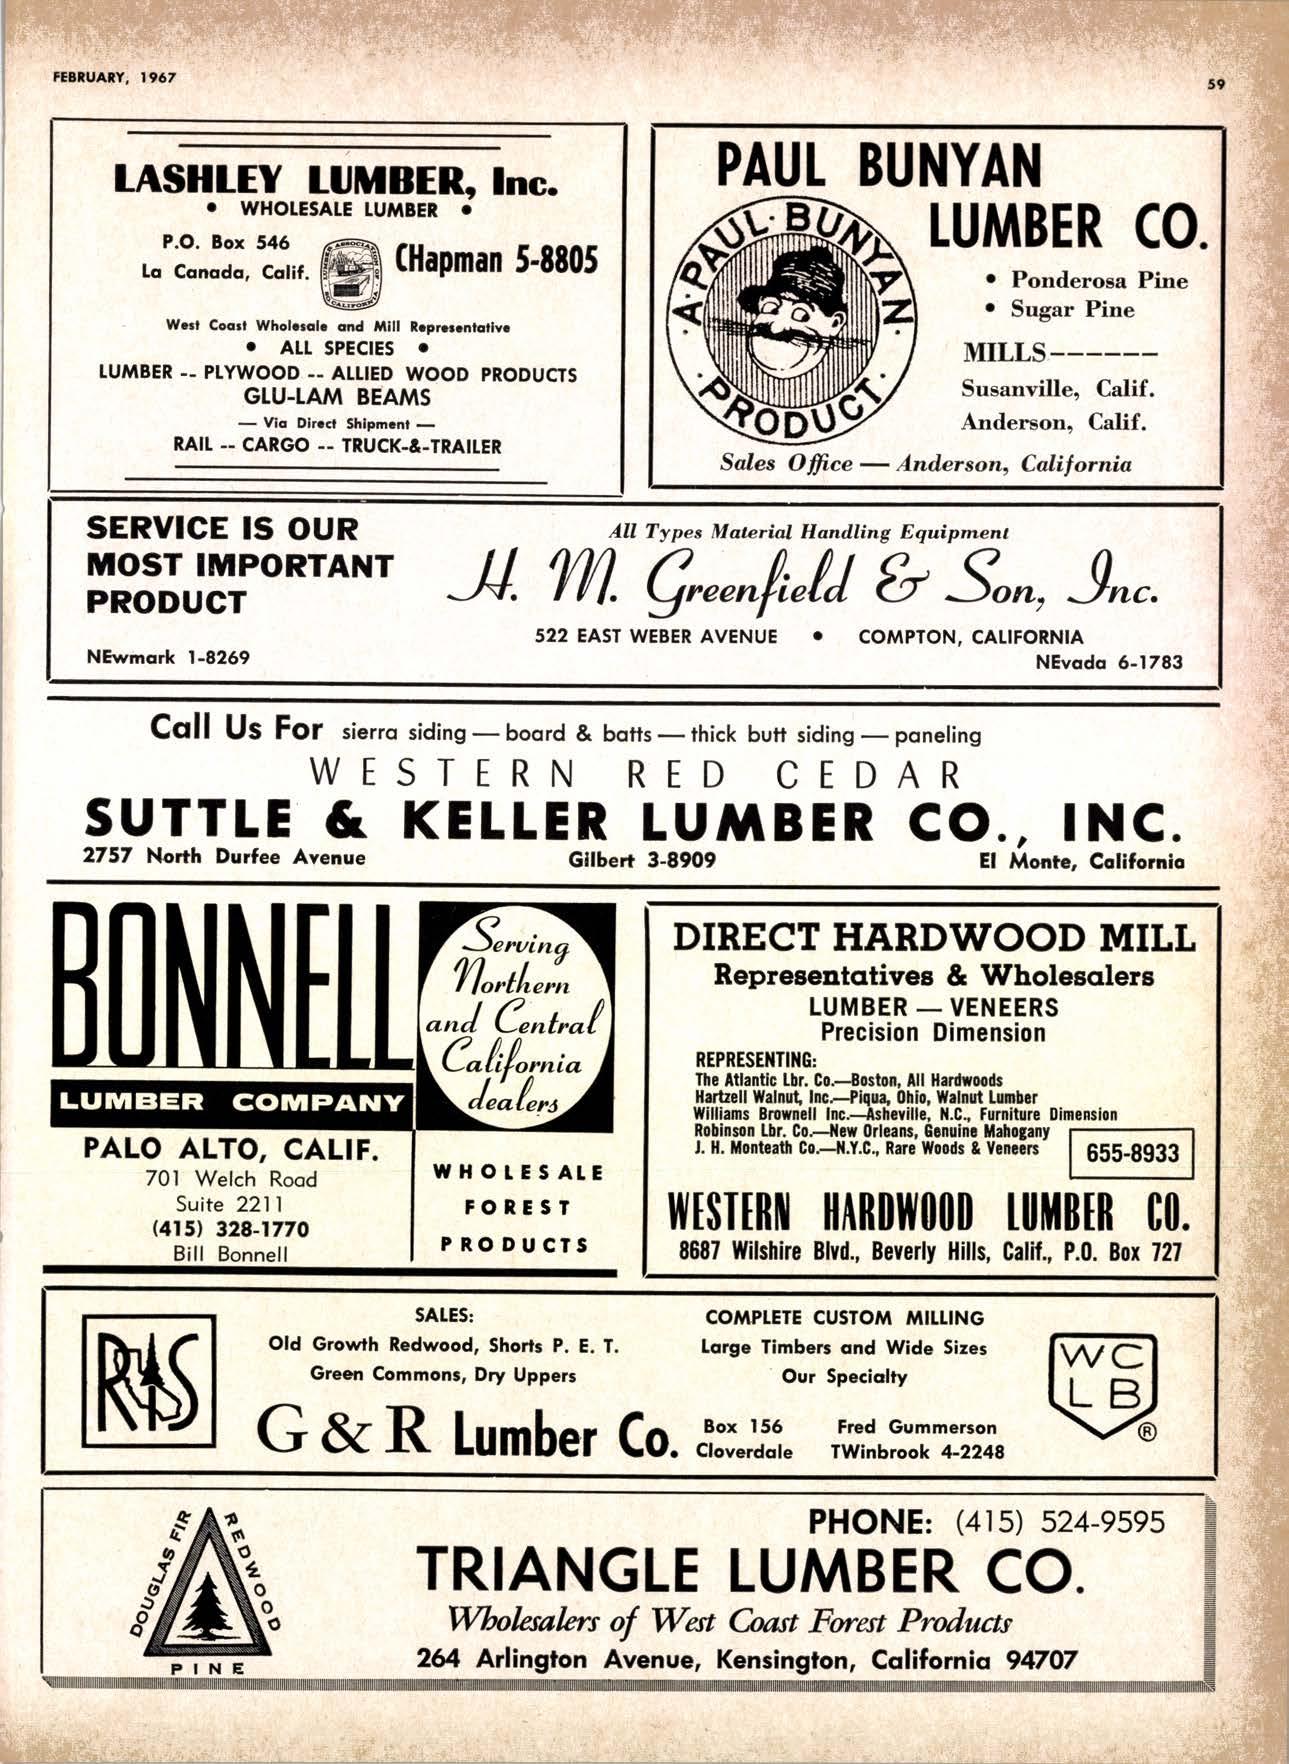 FEBRUARY, 1967
59
LASHLEY LUMBER, Inc.
• WHOLESALE LUMBER •
P.O. Box 546
La Canada, Calif.
LUMBER ASSOCIATION OF SO. CALIFORNIA
CHapman 5-8805
West Coast Wholesale and Mill Representative
• ALL SPECIES •
LUMBER -- PLYWOOD -- ALLIED WOOD PRODUCTS
GLU-LAM BEAMS
— Via Direct Shipment —
RAIL -- CARGO -- TRUCK-&-TRAILER
PAUL BUNYAN
LUMBER CO.
A·PAUL·BUNYAN·
·PRODUCT·
• Ponderosa Pine
• Sugar Pine
MILLS------
Susanville, Calif.
Anderson, Calif.
Sales Office — Anderson, California
SERVICE IS OUR
MOST IMPORTANT
PRODUCT
NEwmark 1-8269
All Types Material Handling Equipment
H. M. Greenfield & Son, Inc.
522 EAST WEBER AVENUE • COMPTON, CALIFORNIA
NEvada 6-1783
Call Us For sierra siding — board & batts — thick butt siding — paneling
WESTERN RED CEDAR
SUTTLE & KELLER LUMBER CO., INC.
2757 North Durfee Avenue Gilbert 3-8909 El Monte, California
BONNELL
LUMBER COMPANY
Serving
Northern
and Central
California
dealers
PALO ALTO, CALIF.
701 Welch Road
Suite 2211
(415) 328-1770
Bill Bonnell
WHOLESALE
FOREST
PRODUCTS
DIRECT HARDWOOD MILL
Representatives & Wholesalers
LUMBER — VENEERS
Precision Dimension
REPRESENTING:
The Atlantic Lbr. Co.—Boston, All Hardwoods
Hartzell Walnut, Inc.—Piqua, Ohio, Walnut Lumber
Williams Brownell Inc.—Asheville, N.C., Furniture Dimension
Robinson Lbr. Co.—New Orleans, Genuine Mahogany
J. H. Monteath Co.—N.Y.C., Rare Woods & Veneers
655-8933
WESTERN HARDWOOD LUMBER CO.
8687 Wilshire Blvd., Beverly Hills, Calif., P.O. Box 727
RIS
SALES:
Old Growth Redwood, Shorts P. E. T.
Green Commons, Dry Uppers
COMPLETE CUSTOM MILLING
Large Timbers and Wide Sizes
Our Specialty
G & R Lumber Co.
Box 156
Cloverdale
Fred Gummerson
TWinbrook 4-2248
WC
LB
®
DOUGLAS FIR
REDWOOD
PINE
PHONE: (415) 524-9595
TRIANGLE LUMBER CO.
Wholesalers of West Coast Forest Products
264 Arlington Avenue, Kensington, California 94707